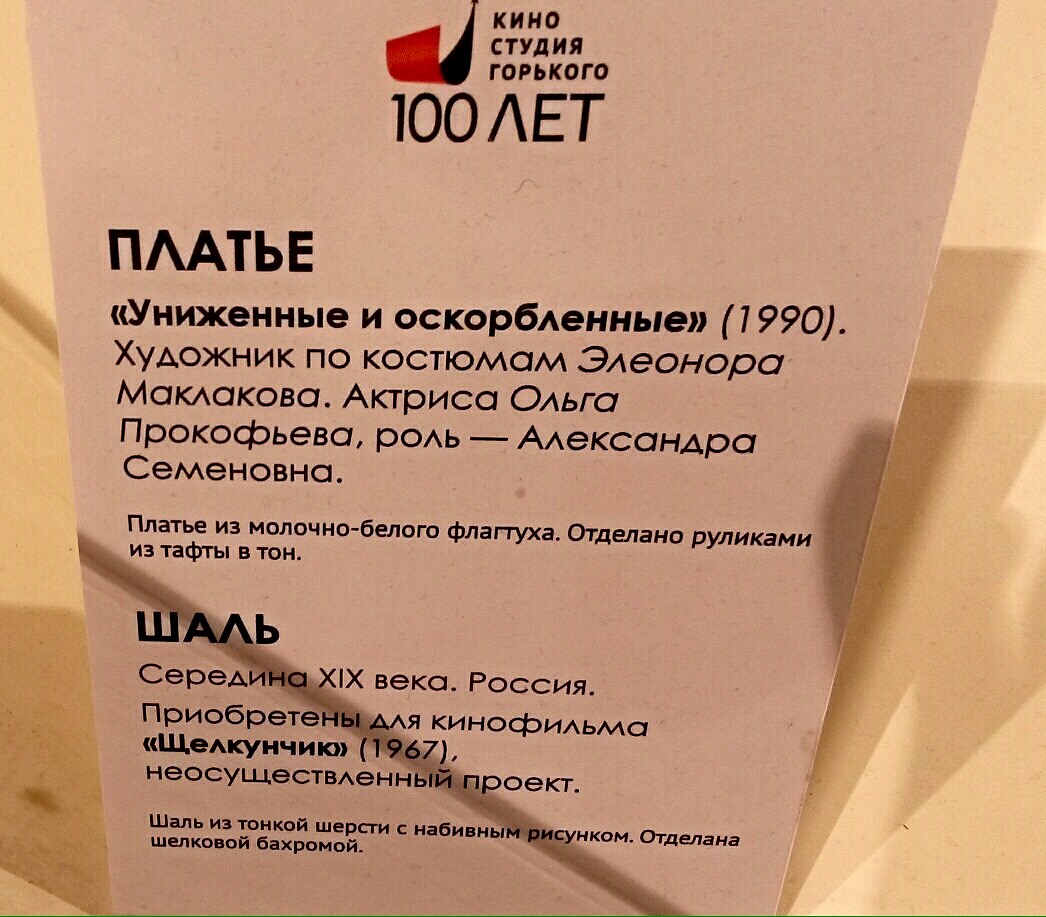 КИНО
СТУДИЯ
ГОРЬКОГО
100 ЛЕТ
ПЛАТЬЕ
«Униженные и оскорбленные» (1990).
Художник по костюмам Элеонора
Маклакова. Актриса Ольга
Прокофьева, роль — Александра
Семеновна.
Платье из молочно-белого флагтуха. Отделано руликами
из тафты в тон.
ШАЛЬ
Середина XIX века. Россия.
Приобретены для кинофильма
«Щелкунчик» (1967),
неосуществленный проект.
Шаль из тонкой шерсти с набивным рисунком. Отделана
шелковой бахромой.